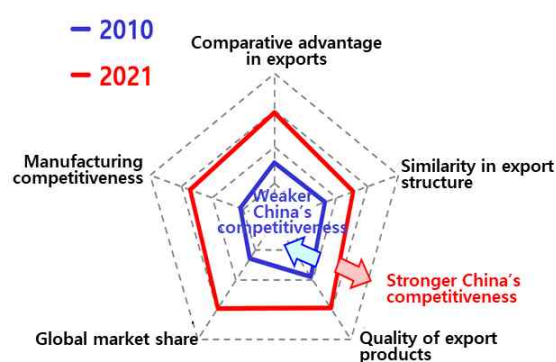 2010
2021
Comparative advantage
in exports
Manufacturing
competitiveness
Similarity in export
structure
Weaker
China's
competitiveness
Stronger China's
competitiveness
Global market share
Quality of export
products